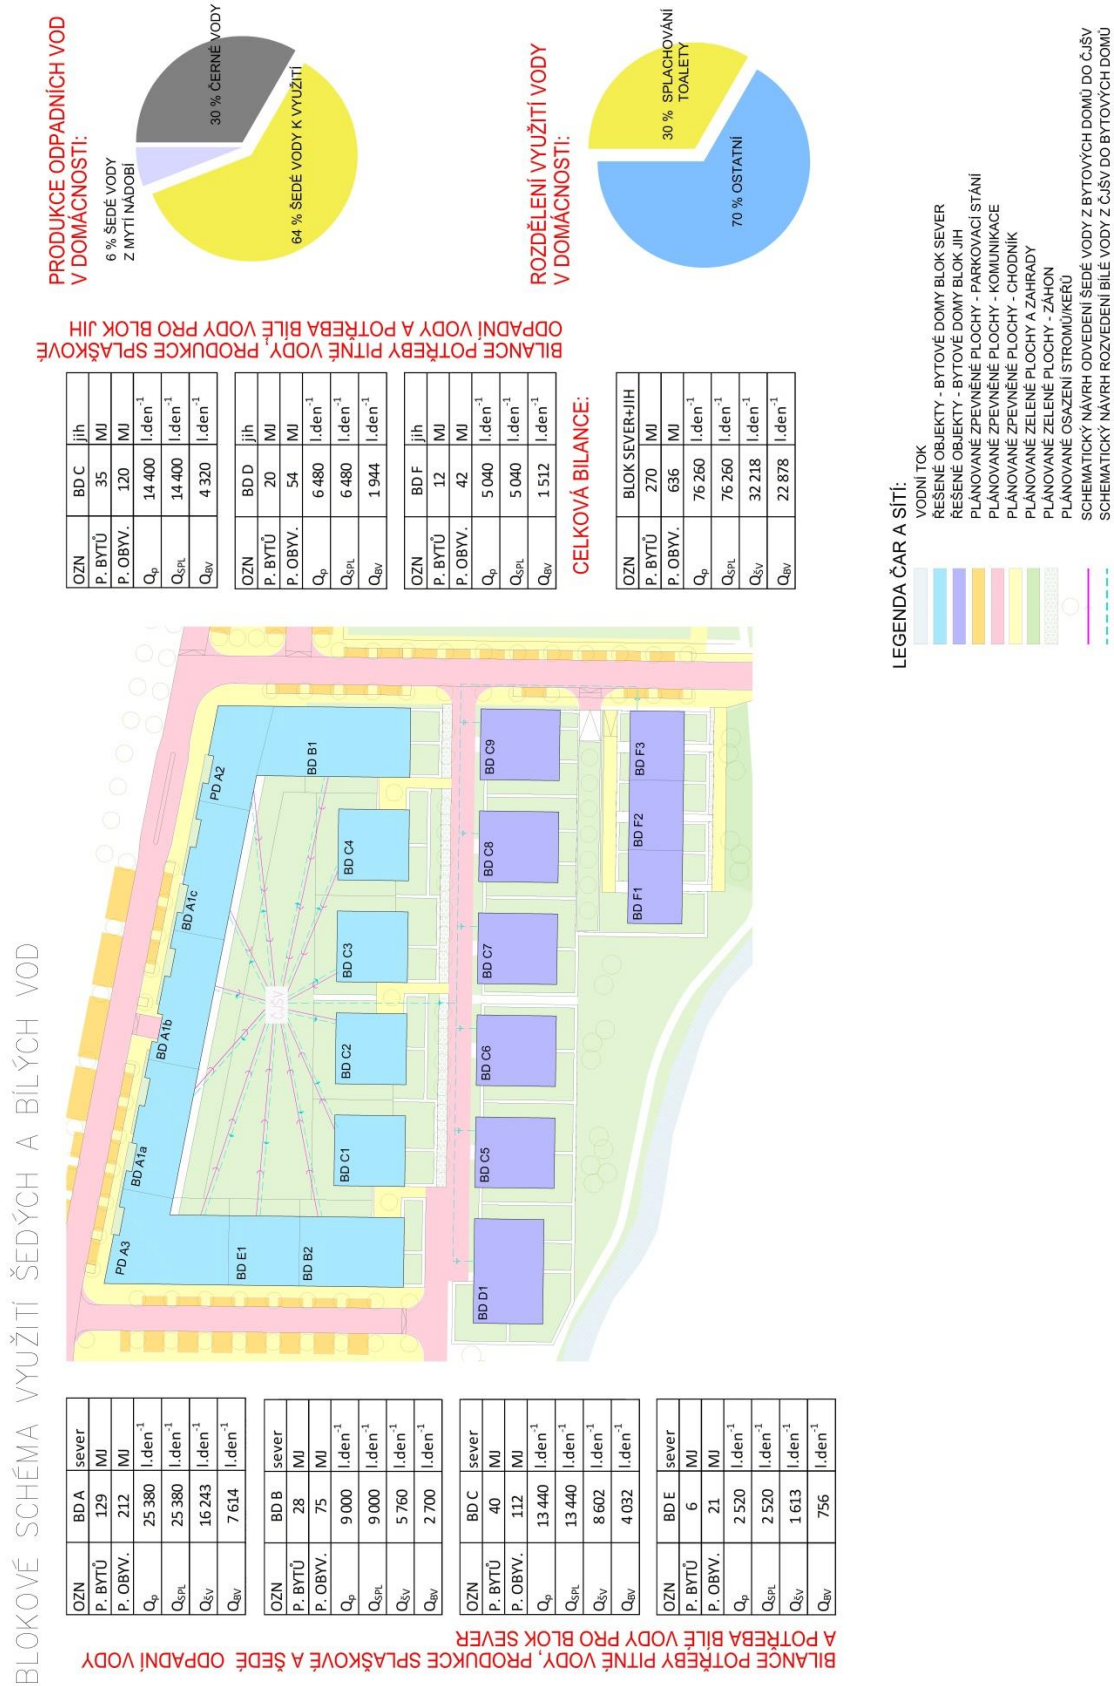 BLOKOVÉ SCHÉMA VYUŽITÍ ŠEDÝCH A BÍLÝCH VOD
BILANCE POTŘEBY PITNÉ VODY, PRODUKCE SPLAŠKOVÉ A ŠEDÉ ODPADNÍ VODY
A POTŘEBA BÍLÉ VODY PRO BLOK SEVER
OZN BD A sever
P. BYTŮ 129 MJ
P. OBYV. 212 MJ
Qp 25 380 l.den-1
QSPL 25 380 l.den-1
QŠV 16 243 l.den-1
QBV 7 614 l.den-1
OZN BD B sever
P. BYTŮ 28 MJ
P. OBYV. 75 MJ
Qp 9 000 l.den-1
QSPL 9 000 l.den-1
QŠV 5 760 l.den-1
QBV 2 700 l.den-1
OZN BD C sever
P. BYTŮ 40 MJ
P. OBYV. 112 MJ
Qp 13 440 l.den-1
QSPL 13 440 l.den-1
QŠV 8 602 l.den-1
QBV 4 032 l.den-1
OZN BD E sever
P. BYTŮ 6 MJ
P. OBYV. 21 MJ
Qp 2 520 l.den-1
QSPL 2 520 l.den-1
QŠV 1 613 l.den-1
QBV 756 l.den-1
PD A3
BD A1a
BD A1b
BD A1c
PD A2
BD E1
BD B2
BD B1
ČJŠV
BD C1
BD C2
BD C3
BD C4
BD D1
BD C5
BD C6
BD C7
BD C8
BD C9
BD F1
BD F2
BD F3
OZN BD C jih
P. BYTŮ 35 MJ
P. OBYV. 120 MJ
Qp 14 400 l.den-1
QSPL 14 400 l.den-1
QBV 4 320 l.den-1
OZN BD D jih
P. BYTŮ 20 MJ
P. OBYV. 54 MJ
Qp 6 480 l.den-1
QSPL 6 480 l.den-1
QBV 1 944 l.den-1
OZN BD F jih
P. BYTŮ 12 MJ
P. OBYV. 42 MJ
Qp 5 040 l.den-1
QSPL 5 040 l.den-1
QBV 1 512 l.den-1
BILANCE POTŘEBY PITNÉ VODY, PRODUKCE SPLAŠKOVÉ
ODPADNÍ VODY A POTŘEBA BÍLÉ VODY PRO BLOK JIH
CELKOVÁ BILANCE:
OZN BLOK SEVER+JIH
P. BYTŮ 270 MJ
P. OBYV. 636 MJ
Qp 76 260 l.den-1
QSPL 76 260 l.den-1
QŠV 32 218 l.den-1
QBV 22 878 l.den-1
PRODUKCE ODPADNÍCH VOD
V DOMÁCNOSTI:
6 % ŠEDÉ VODY
Z MYTÍ NÁDOBÍ
30 % ČERNÉ VODY
64 % ŠEDÉ VODY K VYUŽITÍ
ROZDĚLENÍ VYUŽITÍ VODY
V DOMÁCNOSTI:
30 % SPLACHOVÁNÍ
TOALETY
70 % OSTATNÍ
LEGENDA ČAR A SÍTÍ:
VODNÍ TOK
ŘEŠENÉ OBJEKTY - BYTOVÉ DOMY BLOK SEVER
ŘEŠENÉ OBJEKTY - BYTOVÉ DOMY BLOK JIH
PLÁNOVANÉ ZPEVNĚNÉ PLOCHY - PARKOVACÍ STÁNÍ
PLÁNOVANÉ ZPEVNĚNÉ PLOCHY - KOMUNIKACE
PLÁNOVANÉ ZPEVNĚNÉ PLOCHY - CHODNÍK
PLÁNOVANÉ ZELENÉ PLOCHY A ZAHRADY
PLÁNOVANÉ ZELENÉ PLOCHY - ZÁHON
PLÁNOVANÉ OSAZENÍ STROMŮ/KEŘŮ
SCHEMATICKÝ NÁVRH ODVEDENÍ ŠEDÉ VODY Z BYTOVÝCH DOMŮ DO ČJŠV
SCHEMATICKÝ NÁVRH ROZVEDENÍ BÍLÉ VODY Z ČJŠV DO BYTOVÝCH DOMŮ